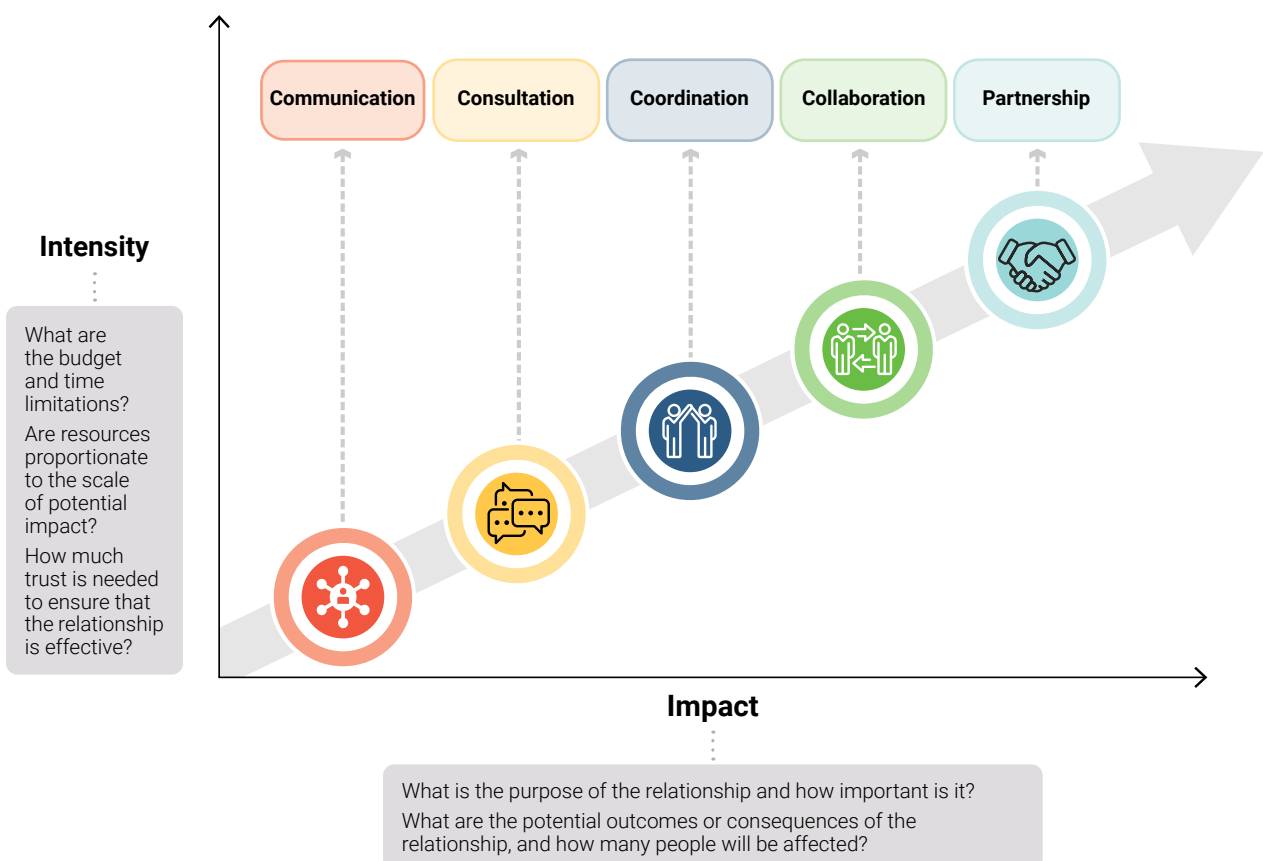 Communication
Consultation
Coordination
Collaboration
Partnership
Intensity
What are
the budget
and time
limitations?
Are resources
proportionate
to the scale
of potential
impact?
How much
trust is needed
to ensure that
the relationship
is effective?
Impact
What is the purpose of the relationship and how important is it?
What are the potential outcomes or consequences of the
relationship, and how many people will be affected?